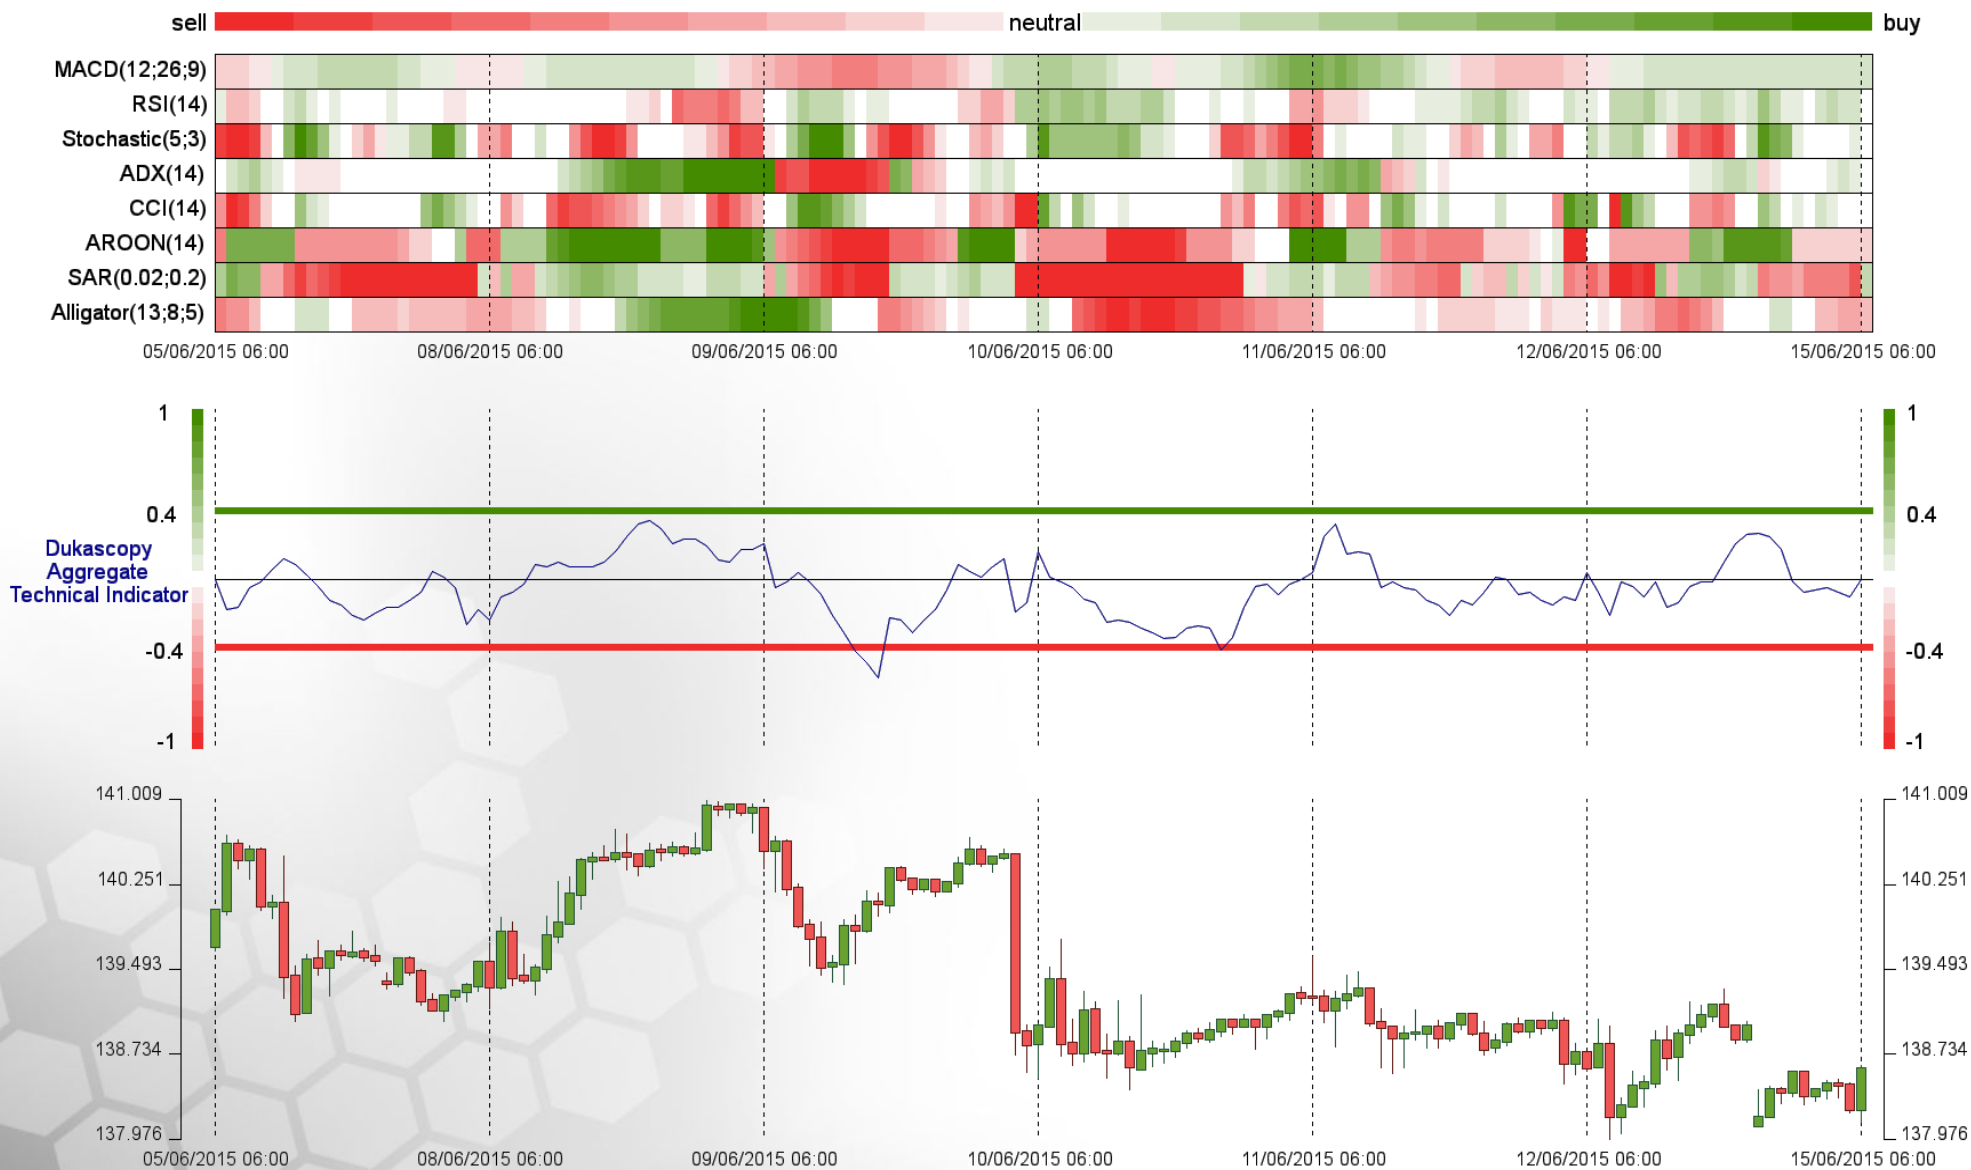 sell neutral buy
MACD(12;26;9)
RSI(14)
Stochastic(5;3)
ADX(14)
CCI(14)
AROON(14)
SAR(0.02;0.2)
Alligator(13;8;5)
05/06/2015 06:00 08/06/2015 06:00 09/06/2015 06:00 10/06/2015 06:00 11/06/2015 06:00 12/06/2015 06:00 15/06/2015 06:00
1 1
0.4 0.4
Dukascopy
Aggregate
Technical Indicator
-0.4 -0.4
-1 -1
141.009 141.009
140.251 140.251
139.493 139.493
138.734 138.734
137.976 137.976
05/06/2015 06:00 08/06/2015 06:00 09/06/2015 06:00 10/06/2015 06:00 11/06/2015 06:00 12/06/2015 06:00 15/06/2015 06:00